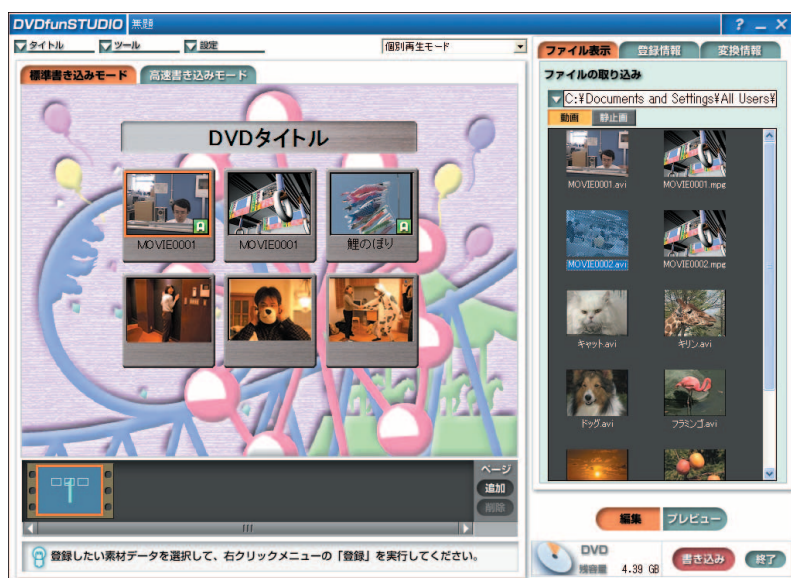 DVDfunSTUDIO 無題
? _ X
タイトル ツール 設定 個別再生モード
ファイル表示 登録情報 変換情報
標準書き込みモード 高速書き込みモード
ファイルの取り込み
C:¥Documents and Settings¥All Users¥
動画 静止画
DVDタイトル
MOVIE0001.avi MOVIE0001.mpg
MOVIE0001 MOVIE0001 鯉のぼり
MOVIE0002.avi MOVIE0002.mpg
キャット.avi キリン.avi
ドッグ.avi フラミンゴ.avi
ページ
追加
削除
編集 プレビュー
登録したい素材データを選択して、右クリックメニューの「登録」を実行してください。
DVD
残容量 4.39 GB
書き込み 終了